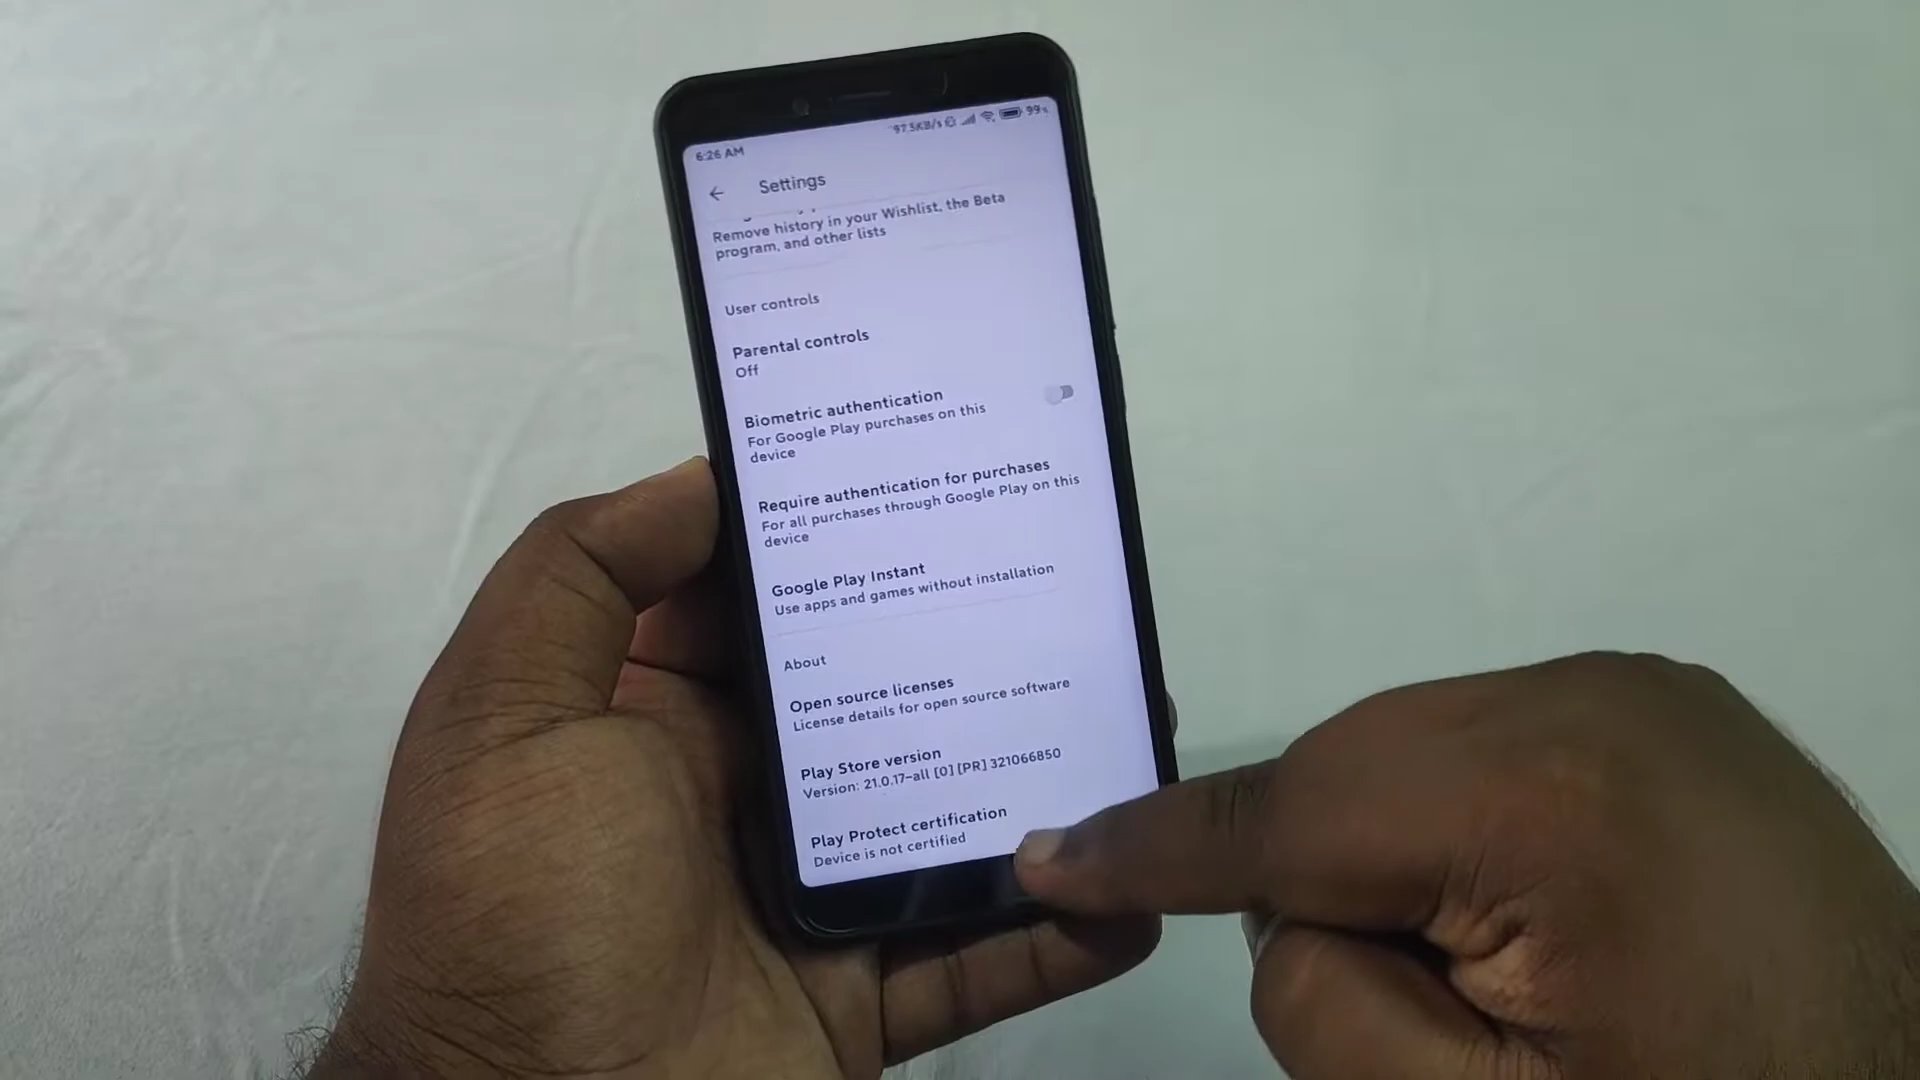 97.5KB/s 99%
6:26 AM
Settings
Remove history in your Wishlist, the Beta
program, and other lists
User controls
Parental controls
Off
Biometric authentication
For Google Play purchases on this
device
Require authentication for purchases
For all purchases through Google Play on this
device
Google Play Instant
Use apps and games without installation
About
Open source licenses
License details for open source software
Play Store version
Version: 21.0.17-all [0] [PR] 321066850
Play Protect certification
Device is not certified